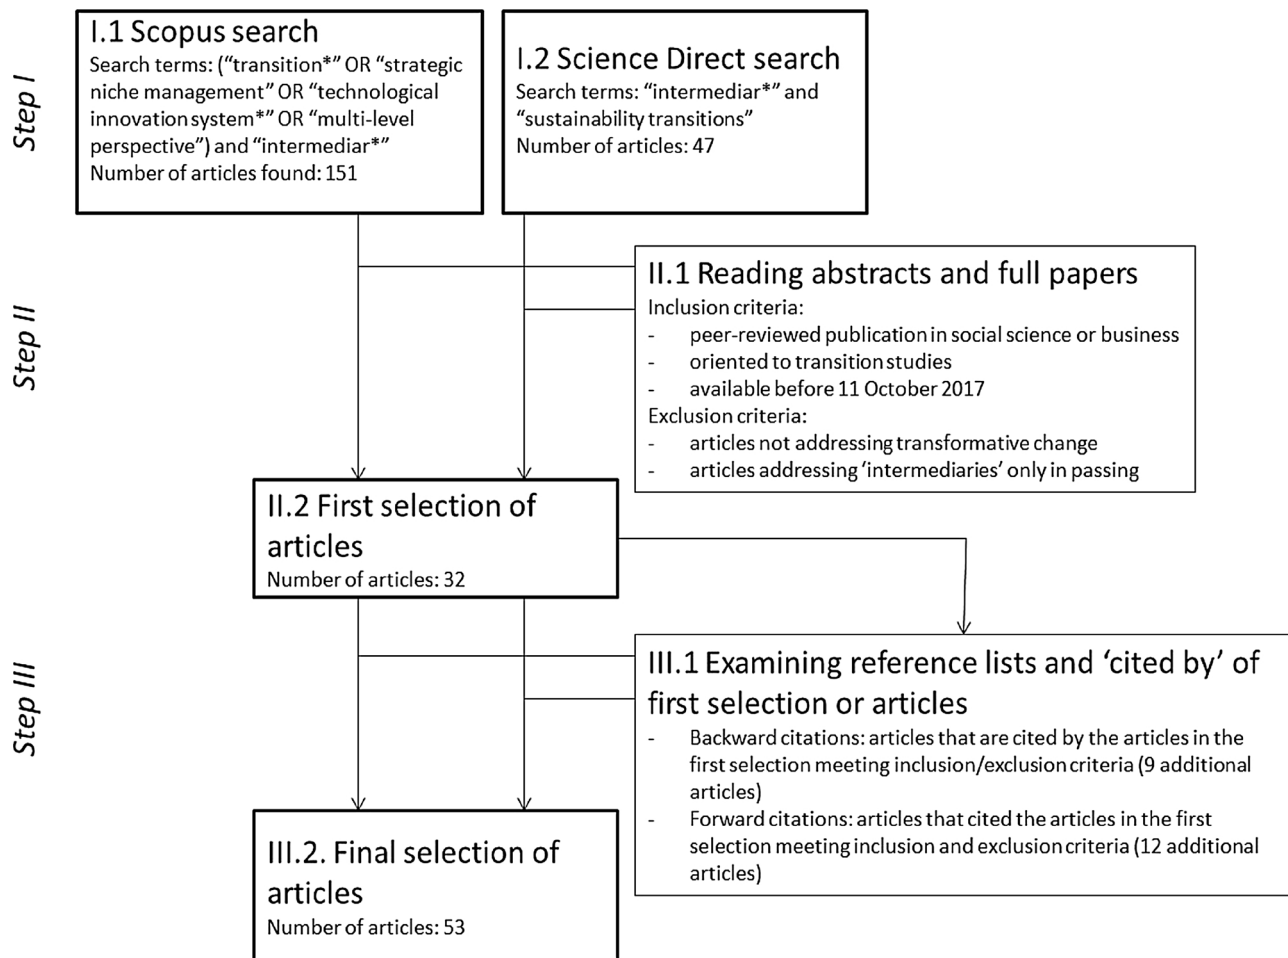 Step I
I.1 Scopus search
Search terms: (“transition*” OR “strategic
niche management” OR “technological
innovation system*” OR “multi-level
perspective”) and “intermediar*”
Number of articles found: 151
I.2 Science Direct search
Search terms: “intermediar*” and
“sustainability transitions”
Number of articles: 47
Step II
II.1 Reading abstracts and full papers
Inclusion criteria:
- peer-reviewed publication in social science or business
- oriented to transition studies
- available before 11 October 2017
Exclusion criteria:
- articles not addressing transformative change
- articles addressing ‘intermediaries’ only in passing
II.2 First selection of
articles
Number of articles: 32
Step III
III.1 Examining reference lists and ‘cited by’ of
first selection or articles
- Backward citations: articles that are cited by the articles in the
first selection meeting inclusion/exclusion criteria (9 additional
articles)
- Forward citations: articles that cited the articles in the first
selection meeting inclusion and exclusion criteria (12 additional
articles)
III.2. Final selection of
articles
Number of articles: 53